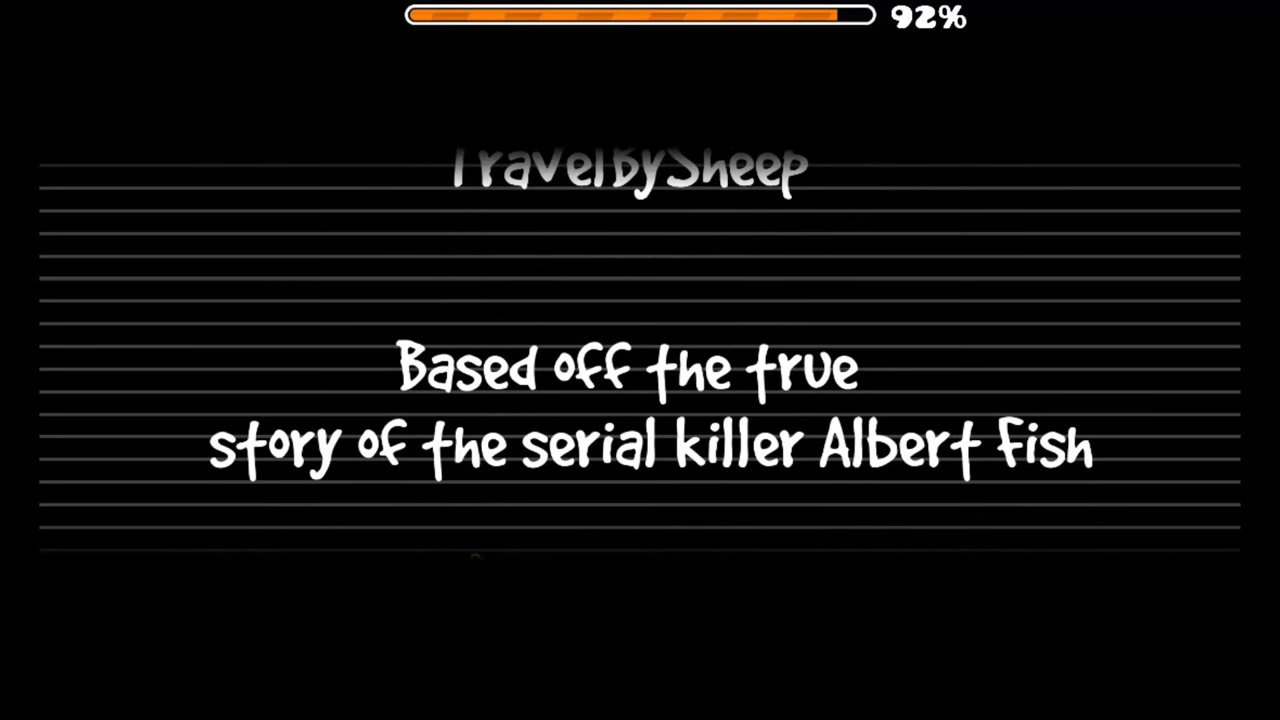 92%
TravelBySheep
Based off the true
story of the serial killer Albert Fish